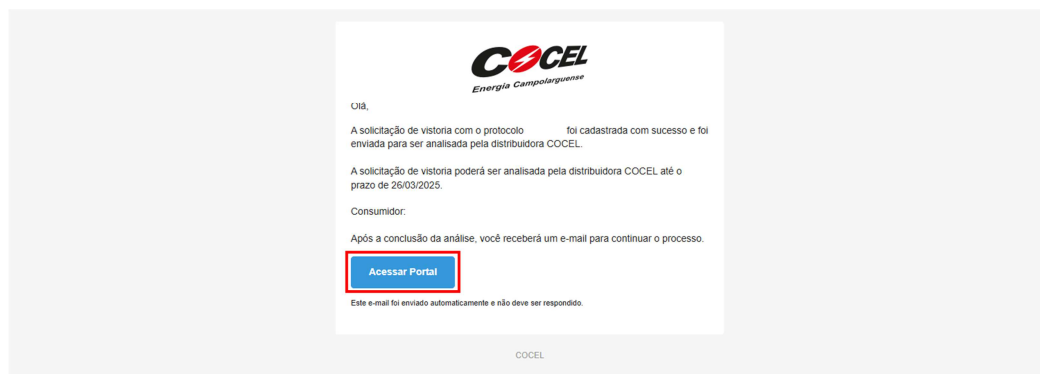 COCEL
Energia Campolarguense
Olá,
A solicitação de vistoria com o protocolo foi cadastrada com sucesso e foi
enviada para ser analisada pela distribuidora COCEL.
A solicitação de vistoria poderá ser analisada pela distribuidora COCEL até o
prazo de 26/03/2025.
Consumidor:
Após a conclusão da análise, você receberá um e-mail para continuar o processo.
Acessar Portal
Este e-mail foi enviado automaticamente e não deve ser respondido.
COCEL